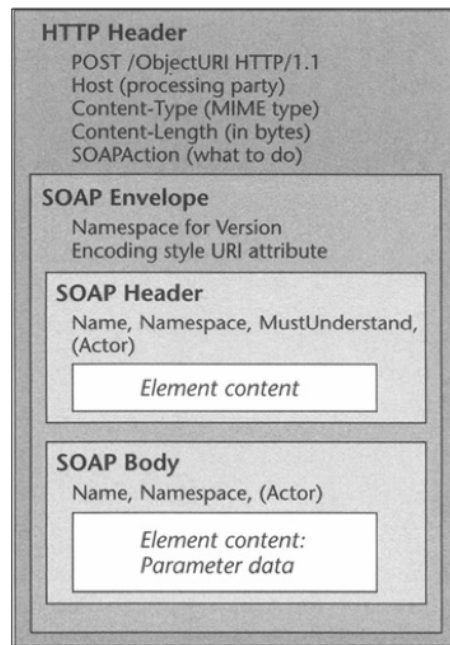 HTTP Header
POST /ObjectURI HTTP/1.1
Host (processing party)
Content-Type (MIME type)
Content-Length (in bytes)
SOAPAction (what to do)
SOAP Envelope
Namespace for Version
Encoding style URI attribute
SOAP Header
Name, Namespace, MustUnderstand,
(Actor)
Element content
SOAP Body
Name, Namespace, (Actor)
Element content:
Parameter data